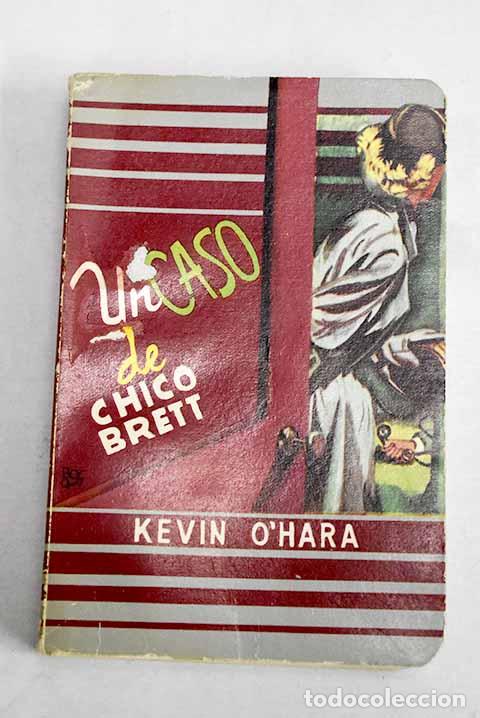 Un CASO
de
CHICO
BRETT
KEVIN O'HARA
todocoleccion